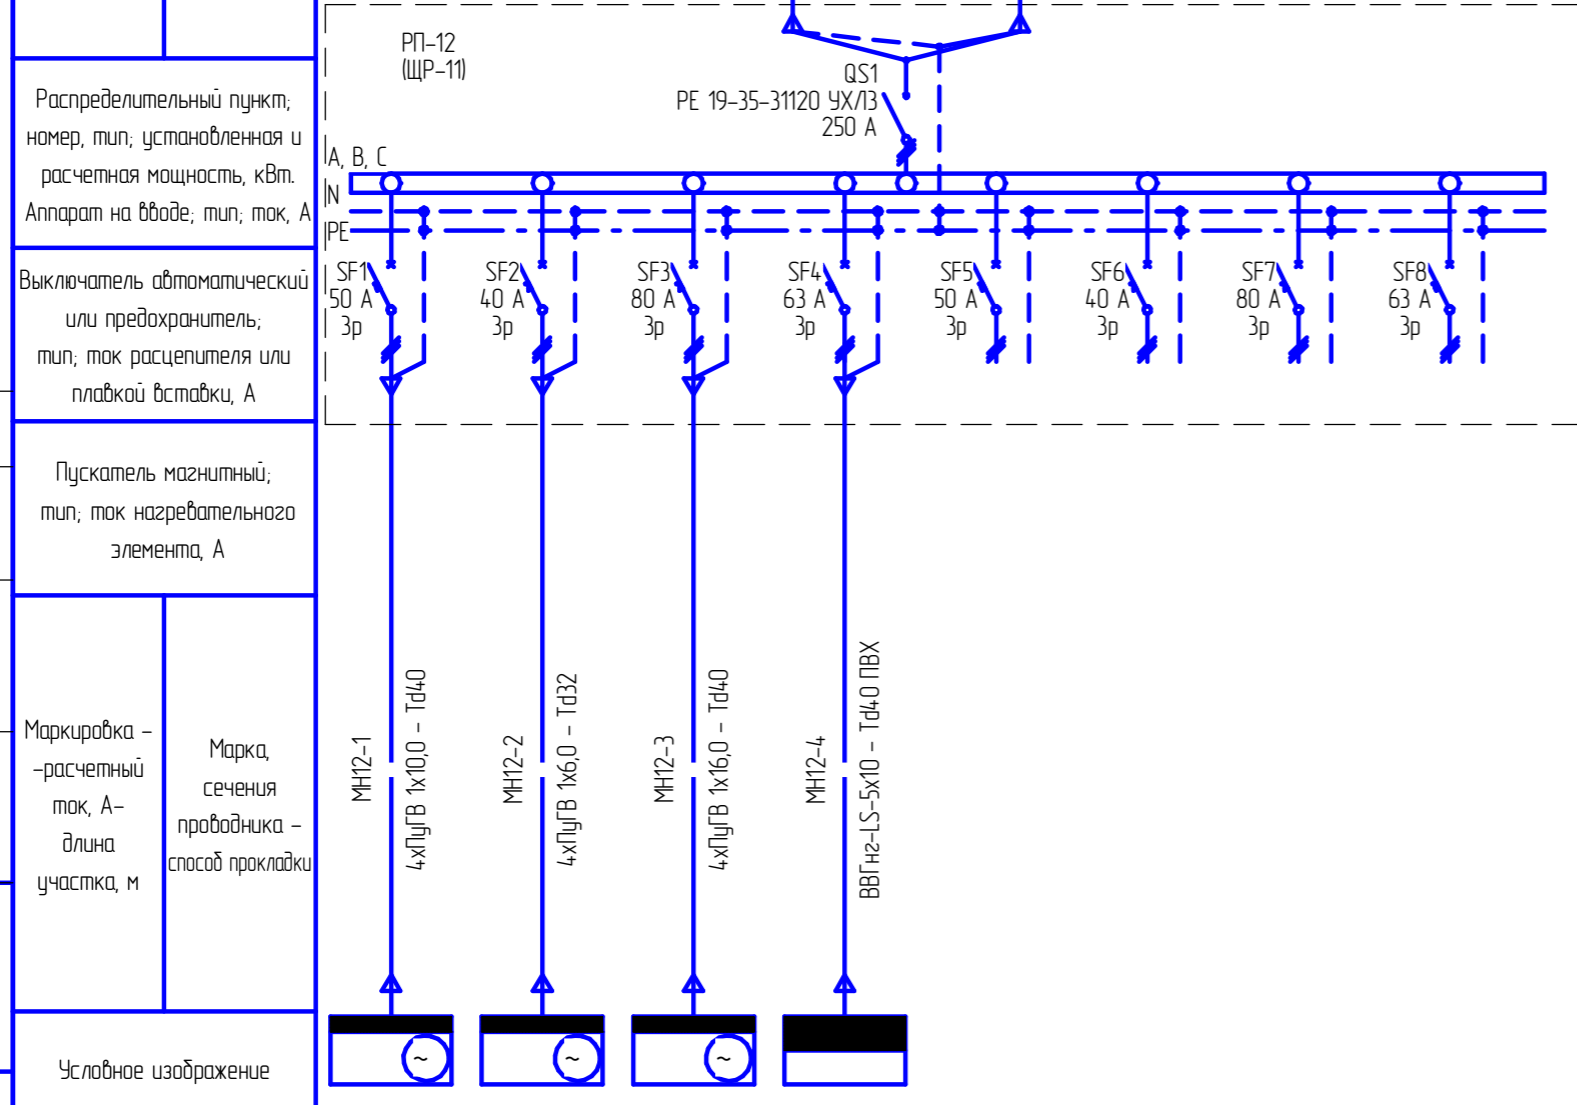 Распределительный пункт;
номер, тип; установленная и
расчетная мощность, кВт.
Аппарат на вводе; тип; ток, А
Выключатель автоматический
или предохранитель;
тип; ток расцепителя или
плавкой вставки, А
Пускатель магнитный;
тип; ток нагревательного
элемента, А
Маркировка –
–расчетный
ток, А–
длина
участка, м
Марка,
сечения
проводника –
способ прокладки
Условное изображение
РП–12
(ЩР–11)
QS1
РЕ 19–35–31120 УХЛ3
250 А
А, В, С
N
PE
SF1
50 А
3р
SF2
40 А
3р
SF3
80 А
3р
SF4
63 А
3р
SF5
50 А
3р
SF6
40 А
3р
SF7
80 А
3р
SF8
63 А
3р
МН12–1
4хПуГВ 1х10,0 – Тd40
МН12–2
4хПуГВ 1х6,0 – Тd32
МН12–3
4хПуГВ 1х16,0 – Тd40
МН12–4
ВВГнг–LS–5х10 – Тd40 ПВХ
~
~
~